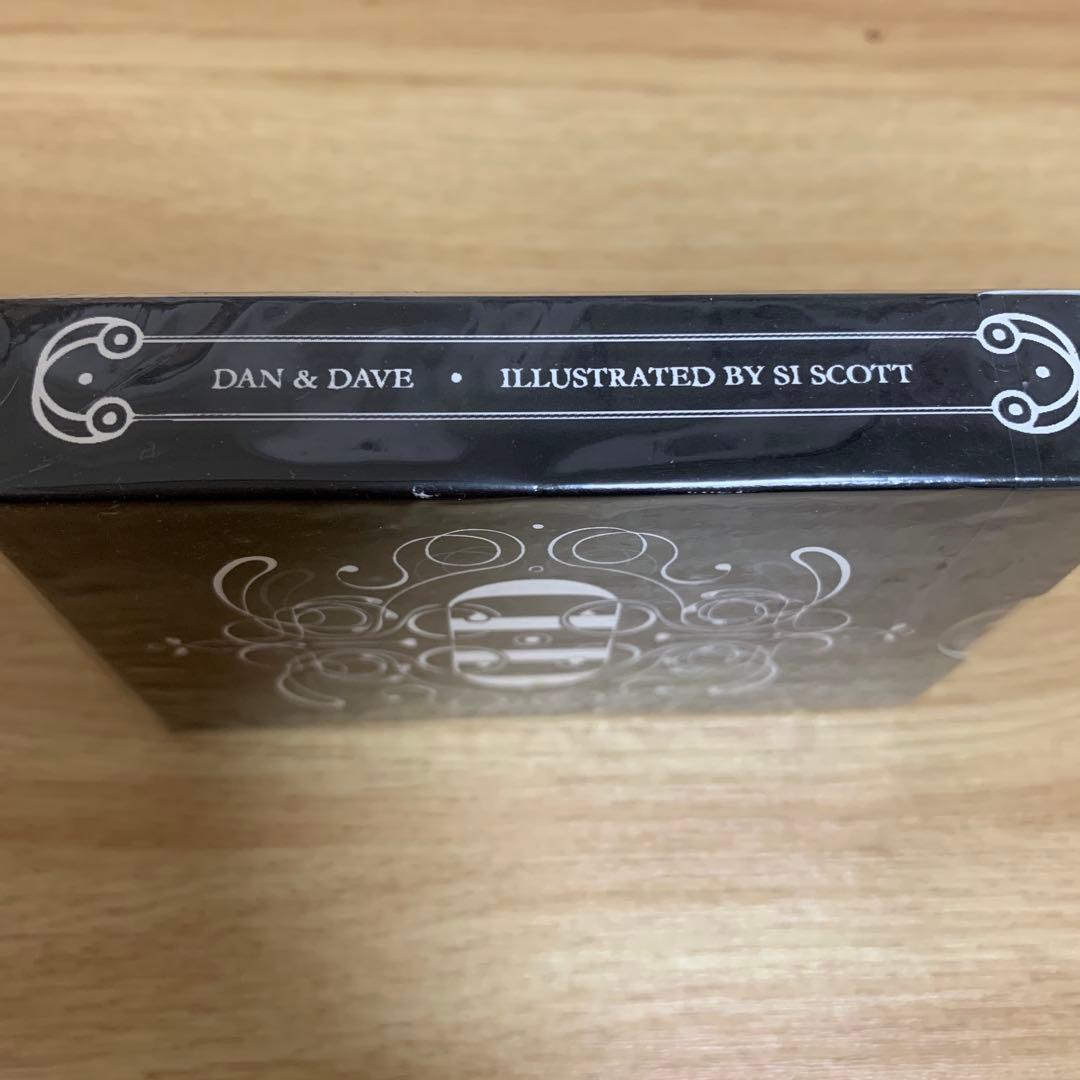 DAN & DAVE • ILLUSTRATED BY SI SCOTT